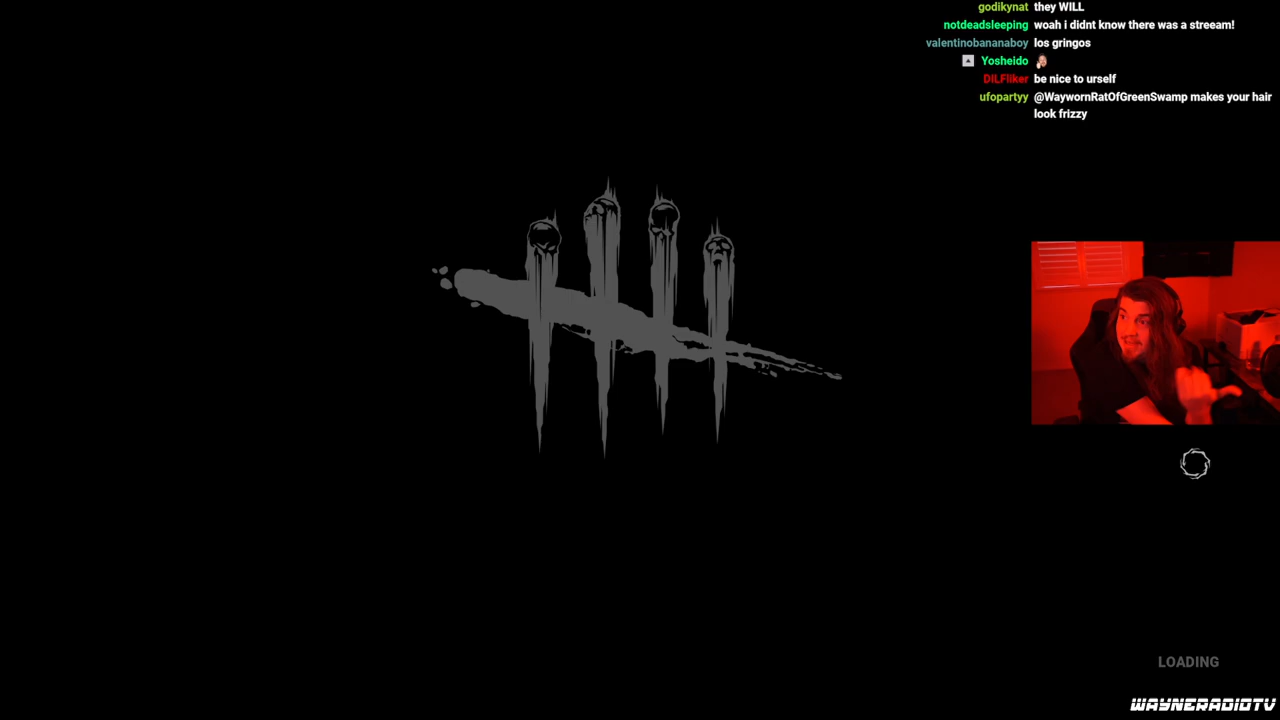 godikynat they WILL
notdeadsleeping woah i didnt know there was a streeam!
valentinobananaboy los gringos
Yosheido
DILFliker be nice to urself
ufopartyy @WaywornRatOfGreenSwamp makes your hair
look frizzy
LOADING
WAYNERADIOTV